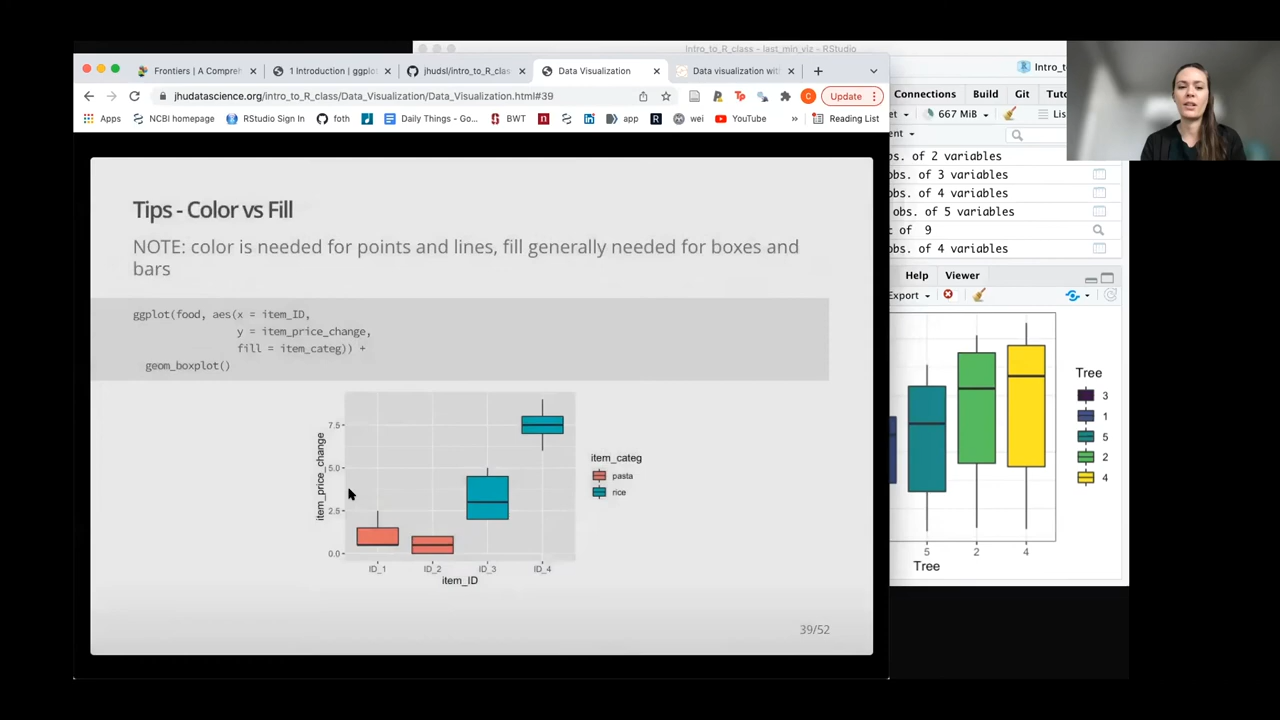 Intro_to_R_class - last_min_viz - RStudio
Frontiers | A Compreh
1 Introduction | ggplot
jhudsl/intro_to_R_clas
Data Visualization
Data visualization with
Intro_to
jhudatascience.org/intro_to_R_class/Data_Visualization/Data_Visualization.html#39
Update
Connections
Build
Git
Tuto
Apps
NCBI homepage
RStudio Sign In
foth
Daily Things - Go...
BWT
app
wei
YouTube
»
Reading List
667 MiB
Lis
obs. of 2 variables
obs. of 3 variables
obs. of 4 variables
obs. of 5 variables
of 9
obs. of 4 variables
Help
Viewer
Export
Tips - Color vs Fill
NOTE: color is needed for points and lines, fill generally needed for boxes and
bars
ggplot(food, aes(x = item_ID,
y = item_price_change,
fill = item_categ)) +
geom_boxplot()
item_price_change
7.5
5.0
2.5
0.0
ID_1
ID_2
ID_3
ID_4
item_ID
item_categ
pasta
rice
39/52
Tree
3
1
5
2
4
5
2
4
Tree